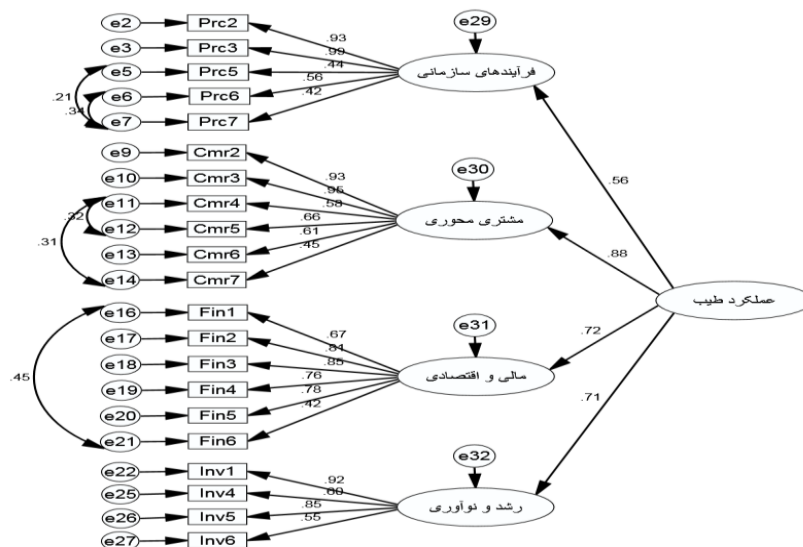 e29
e2 Prc2 .93
e3 Prc3 .99
e5 Prc5 .44
e6 Prc6 .56
e7 Prc7 .42
.21
.34
فرآیندهای سازمانی
.56
e9 Cmr2 .93
e10 Cmr3 .95
e11 Cmr4 .58
e12 Cmr5 .66
e13 Cmr6 .61
e14 Cmr7 .45
.32
.31
e30
مشتری محوری
.88
عملکرد طیب
e16 Fin1 .67
e17 Fin2 .81
e18 Fin3 .85
e19 Fin4 .76
e20 Fin5 .78
e21 Fin6 .42
.45
e31
مالی و اقتصادی
.72
.71
e22 Inv1 .92
e25 Inv4
e26 Inv5 .85
e27 Inv6 .55
e32
رشد و نوآوری